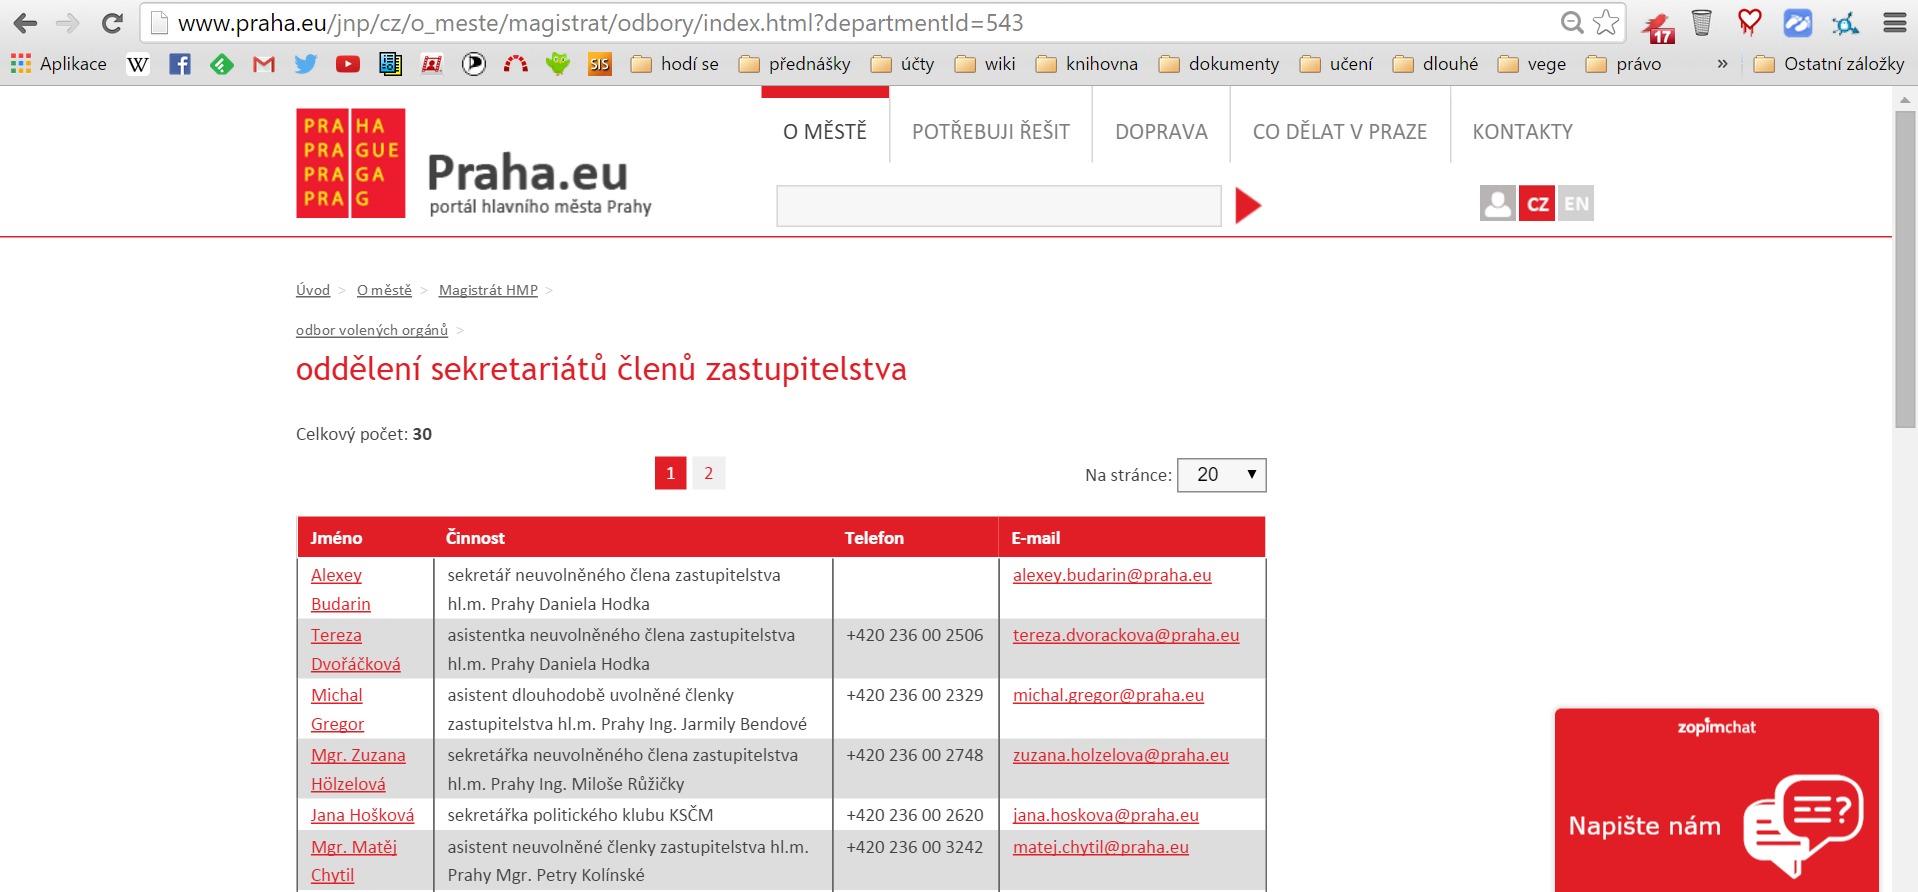 www.praha.eu/jnp/cz/o_meste/magistrat/odbory/index.html?departmentId=543
17
Aplikace W SIS hodí se přednášky účty wiki knihovna dokumenty učení dlouhé vege právo » Ostatní záložky
PRA HA
PRA GUE
PRA GA
PRA G
Praha.eu
portál hlavního města Prahy
O MĚSTĚ POTŘEBUJI ŘEŠIT DOPRAVA CO DĚLAT V PRAZE KONTAKTY
CZ EN
Úvod > O městě > Magistrát HMP >
odbor volených orgánů >
oddělení sekretariátů členů zastupitelstva
Celkový počet: 30
1 2 Na stránce: 20
Jméno Činnost Telefon E-mail
Alexey sekretář neuvolněného člena zastupitelstva alexey.budarin@praha.eu
Budarin hl.m. Prahy Daniela Hodka
Tereza asistentka neuvolněného člena zastupitelstva +420 236 00 2506 tereza.dvorackova@praha.eu
Dvořáčková hl.m. Prahy Daniela Hodka
Michal asistent dlouhodobě uvolněné členky +420 236 00 2329 michal.gregor@praha.eu
Gregor zastupitelstva hl.m. Prahy Ing. Jarmily Bendové
Mgr. Zuzana sekretářka neuvolněného člena zastupitelstva +420 236 00 2748 zuzana.holzelova@praha.eu
Hölzelová hl.m. Prahy Ing. Miloše Růžičky
Jana Hošková sekretářka politického klubu KSČM +420 236 00 2620 jana.hoskova@praha.eu
Mgr. Matěj asistent neuvolněné členky zastupitelstva hl.m. +420 236 00 3242 matej.chytil@praha.eu
Chytil Prahy Mgr. Petry Kolínské
zopimchat
Napište nám